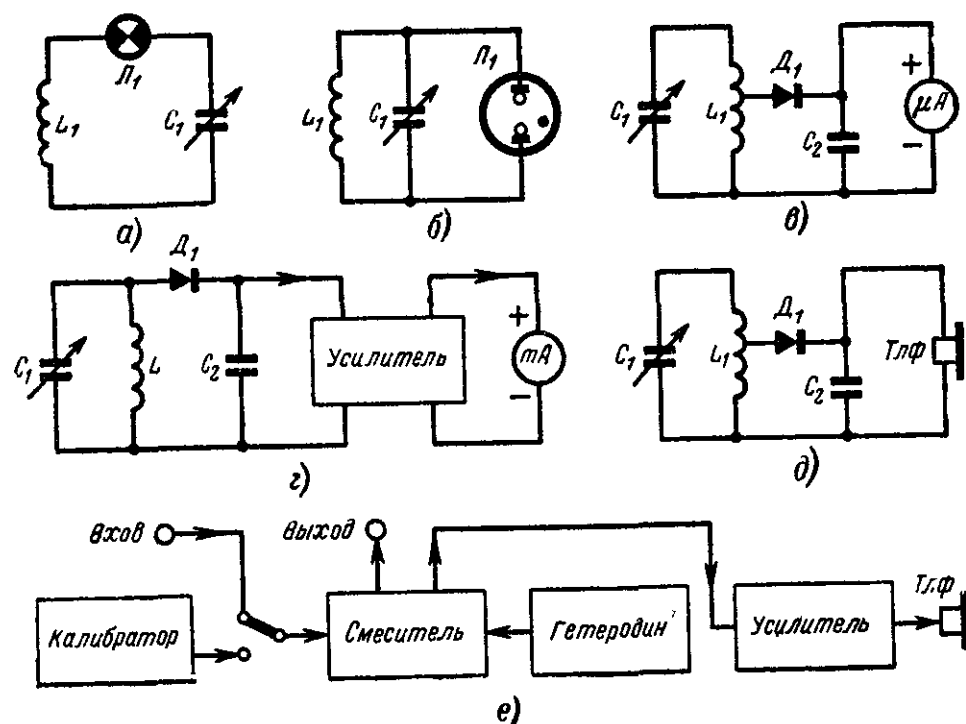 Л₁
L₁
C₁
а)
L₁
C₁
Л₁
б)
C₁
L₁
Д₁
C₂
+
μА
−
в)
Д₁
C₁
L
C₂
Усилитель
+
mA
−
г)
C₁
L₁
Д₁
C₂
Тлф
д)
Вход
Выход
Калибратор
Смеситель
Гетеродин
Усилитель
Тлф
е)